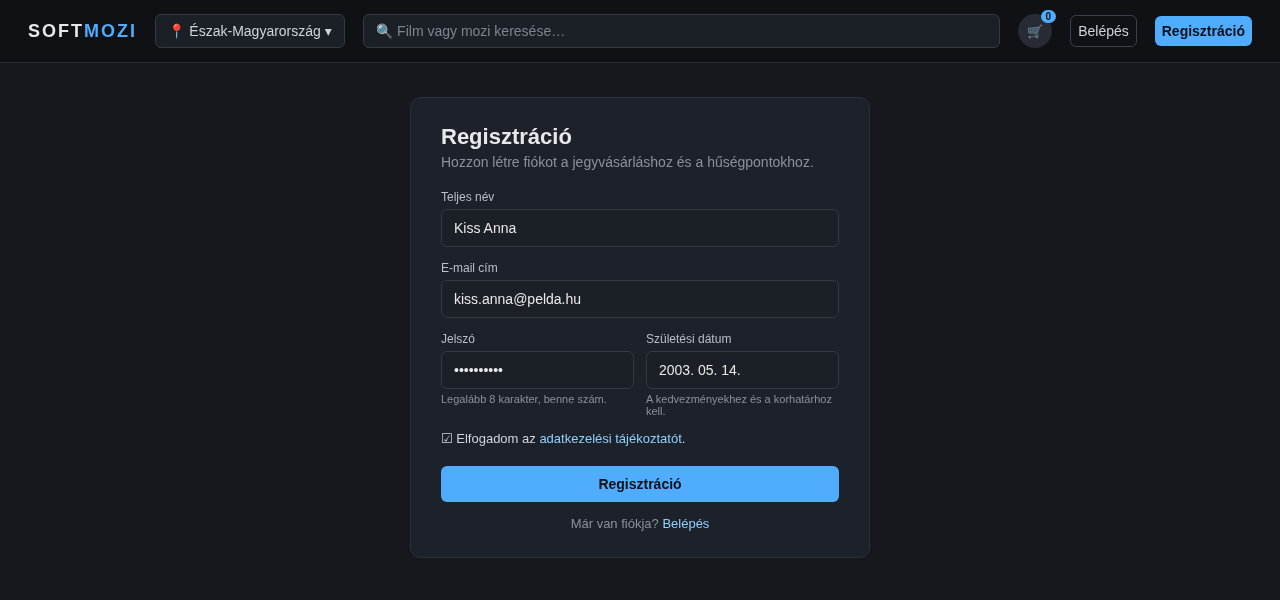 SOFTMOZI
📍 Észak-Magyarország ▾
🔍 Film vagy mozi keresése…
🛒 0
Belépés
Regisztráció
Regisztráció
Hozzon létre fiókot a jegyvásárláshoz és a hűségpontokhoz.
Teljes név
Kiss Anna
E-mail cím
kiss.anna@pelda.hu
Jelszó
••••••••••
Legalább 8 karakter, benne szám.
Születési dátum
2003. 05. 14.
A kedvezményekhez és a korhatárhoz
kell.
☑ Elfogadom az adatkezelési tájékoztatót.
Regisztráció
Már van fiókja? Belépés